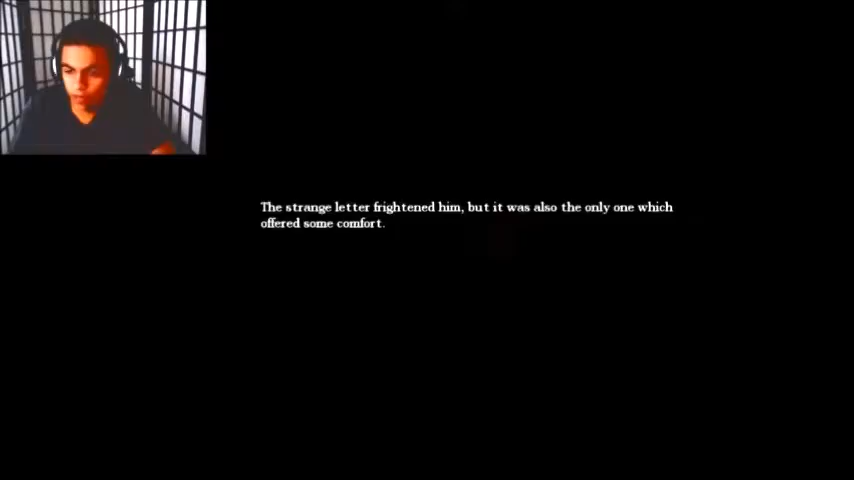 The strange letter frightened him, but it was also the only one which
offered some comfort.